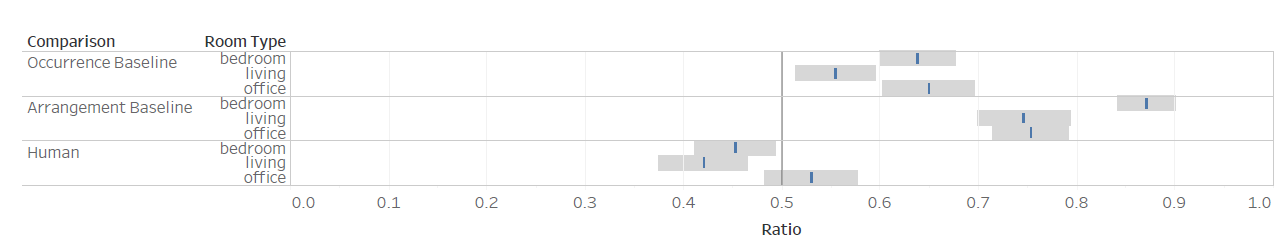 Comparison Room Type
Occurrence Baseline bedroom
living
office
Arrangement Baseline bedroom
living
office
Human bedroom
living
office
0.0 0.1 0.2 0.3 0.4 0.5 0.6 0.7 0.8 0.9 1.0
Ratio